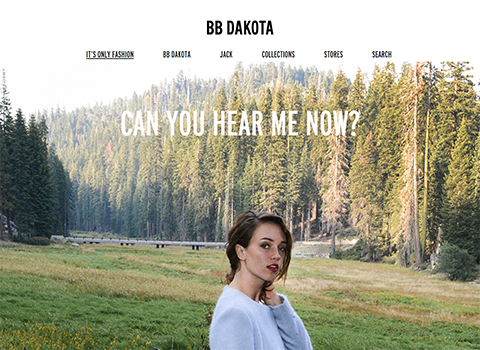 BB DAKOTA
IT'S ONLY FASHION BB DAKOTA JACK COLLECTIONS STORES SEARCH
CAN YOU HEAR ME NOW?